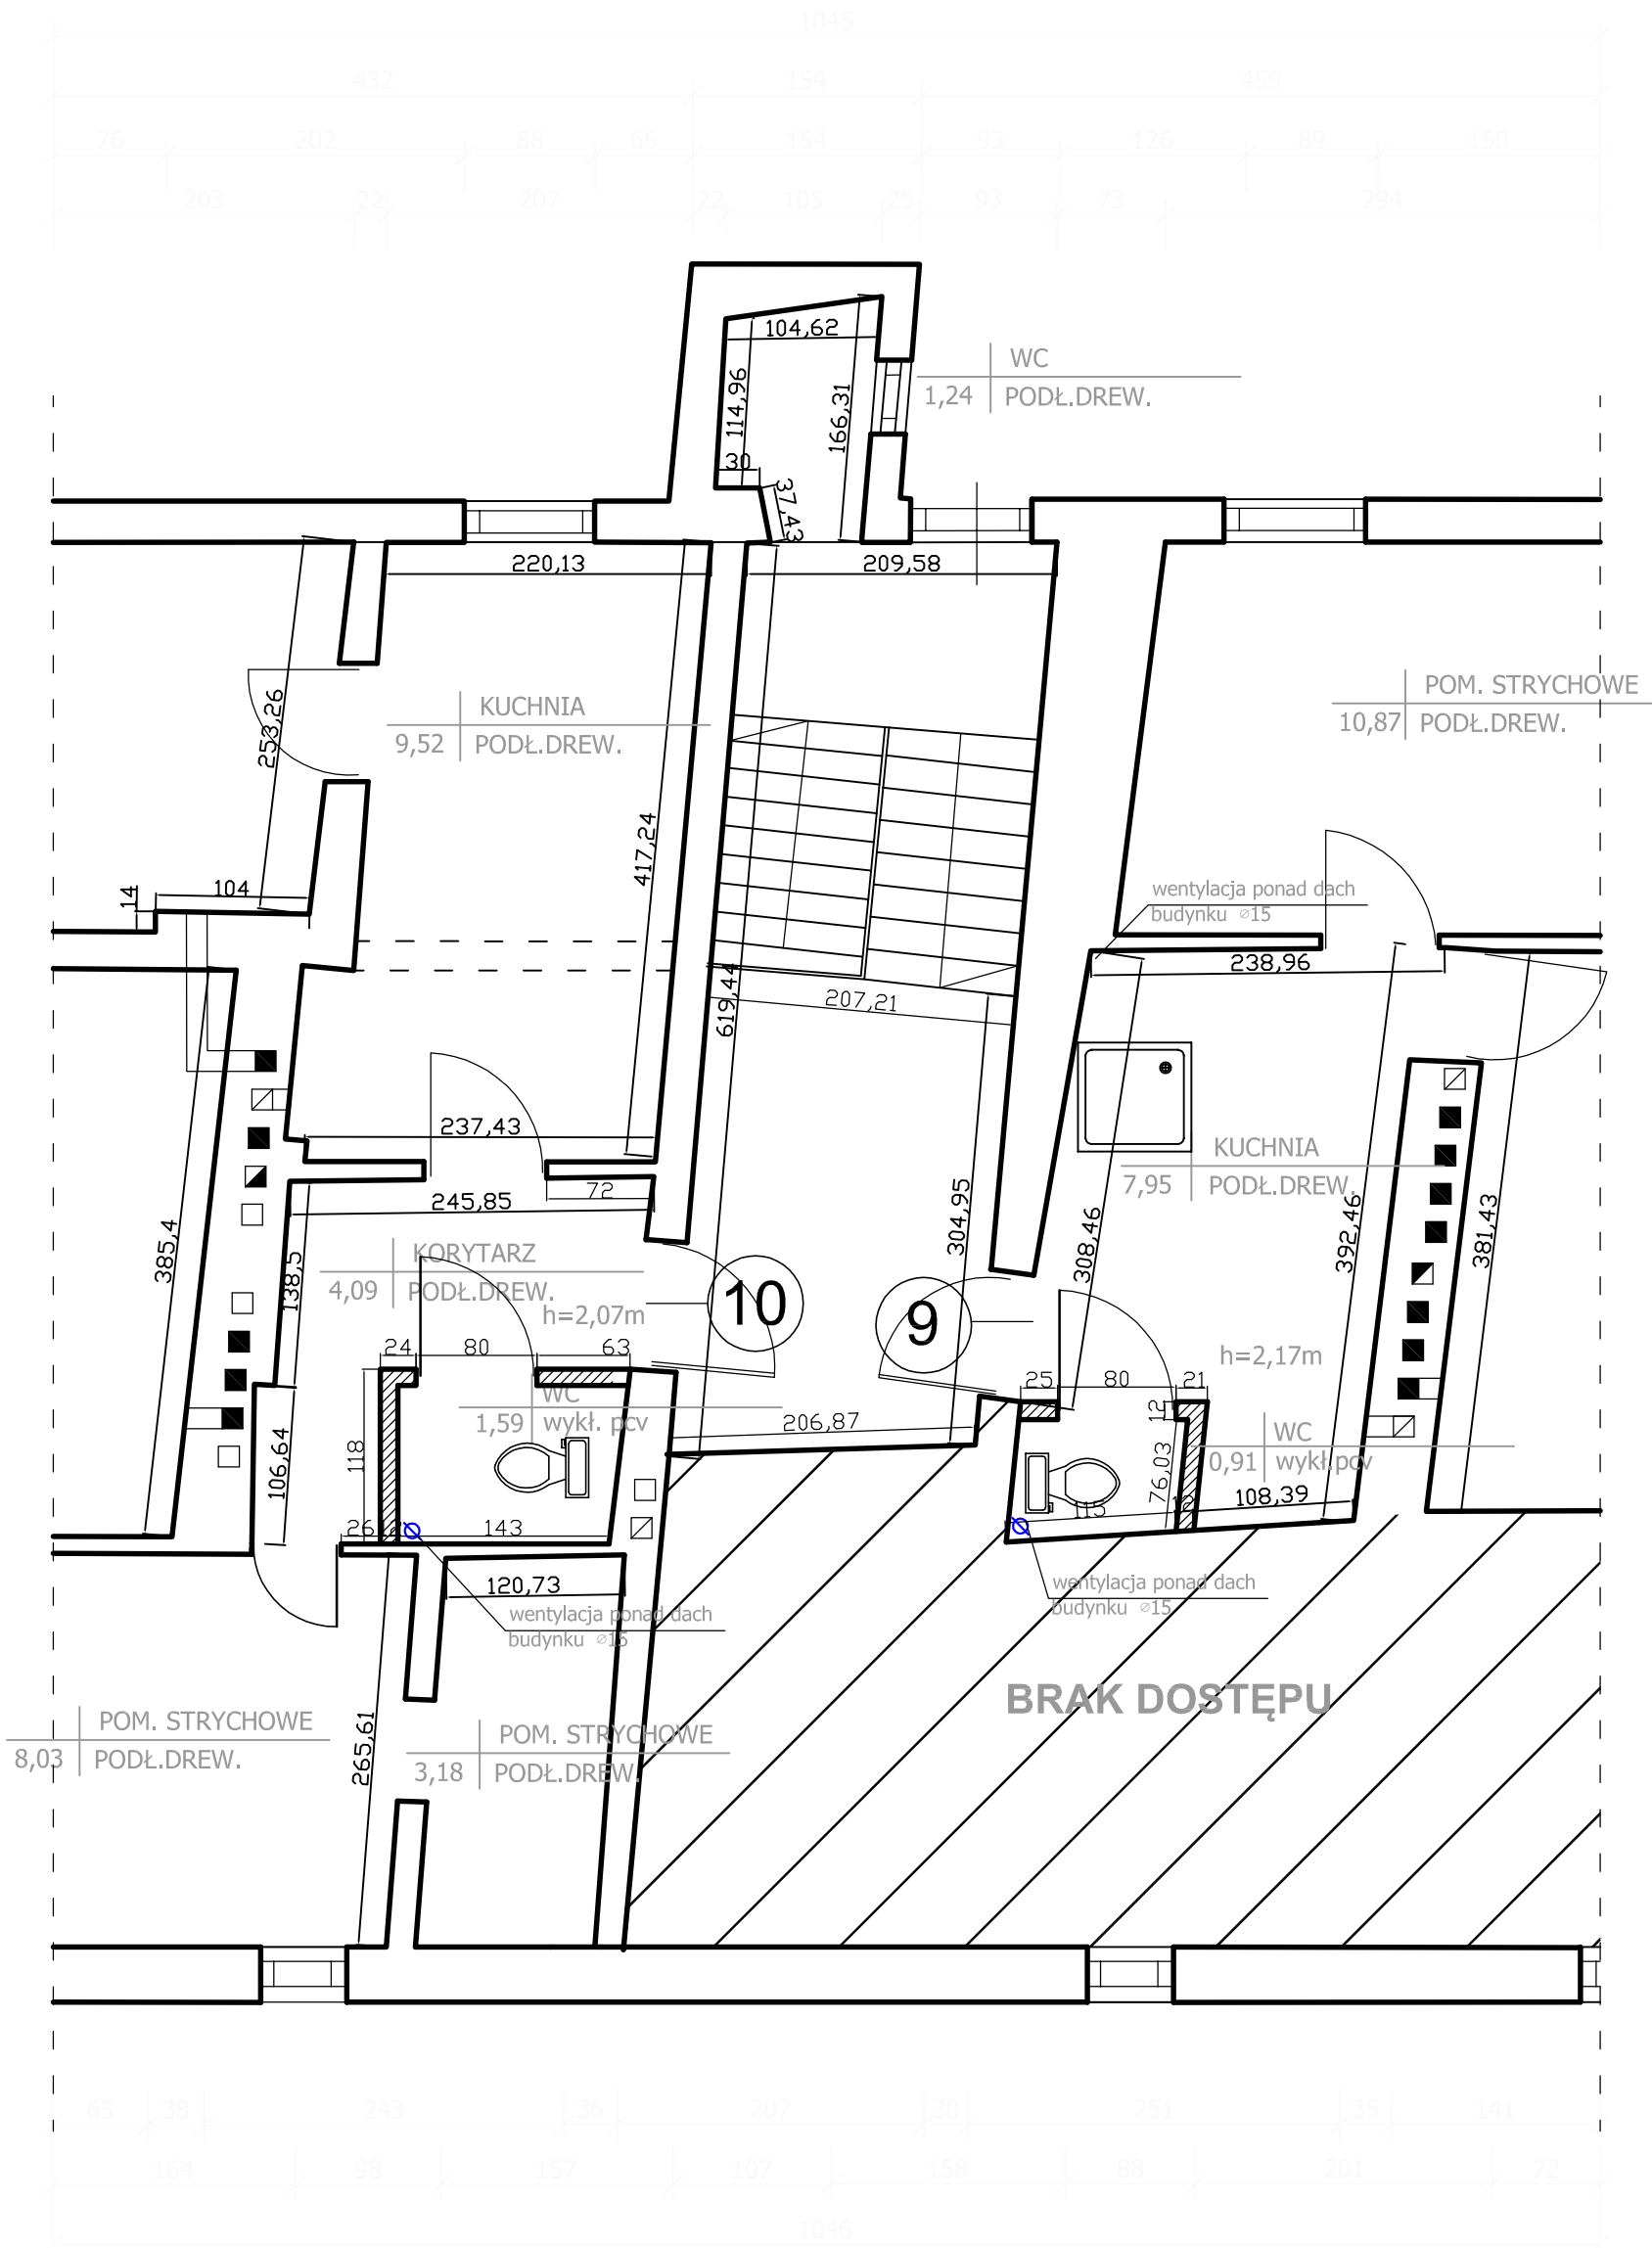 1045
432 154 459
76 202 88 66 154 93 126 89 150
203 22 207 22 105 25 93 73 294
104,62
114,96
166,31
30
37,43
WC
1,24 PODŁ.DREW.
220,13
209,58
253,26
KUCHNIA
9,52 PODŁ.DREW.
417,24
POM. STRYCHOWE
10,87 PODŁ.DREW.
14
104
wentylacja ponad dach
budynku ⌀15
238,96
619,44
207,21
237,43
72
245,85
385,4
138,5
KORYTARZ
4,09 PODŁ.DREW.
h=2,07m
10
9
304,95
308,46
KUCHNIA
7,95 PODŁ.DREW.
392,46
381,43
h=2,17m
24 80 63
WC
1,59 wykł. pcv
118
106,64
26
143
206,87
25 80 21
12
76,03
WC
0,91 wykł.pcv
115
12
108,39
120,73
wentylacja ponad dach
budynku ⌀15
wentylacja ponad dach
budynku ⌀15
265,61
POM. STRYCHOWE
8,03 PODŁ.DREW.
POM. STRYCHOWE
3,18 PODŁ.DREW.
BRAK DOSTĘPU
65 38 243 36 207 30 251 35 141
164 98 157 107 158 88 201 72
1046